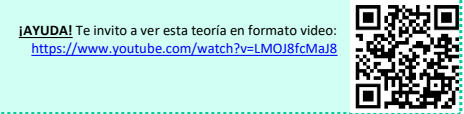 ¡AYUDA! Te invito a ver esta teoría en formato video:
https://www.youtube.com/watch?v=LMOJ8fcMaJ8